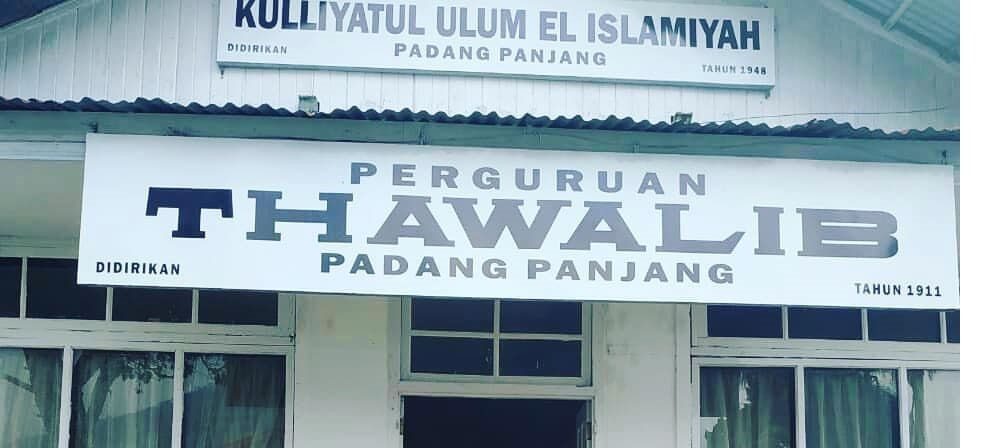 KULLIYATUL ULUM EL ISLAMIYAH
PADANG PANJANG
DIDIRIKAN TAHUN 1948
PERGURUAN
THAWALIB
PADANG PANJANG
DIDIRIKAN TAHUN 1911